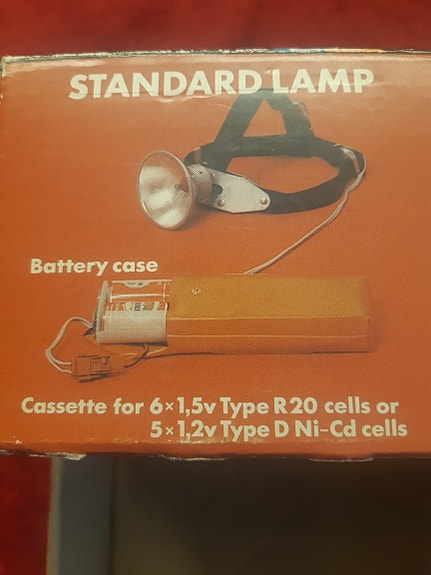 STANDARD LAMP
Battery case
Cassette for 6×1,5v Type R20 cells or
5×1,2v Type D Ni-Cd cells